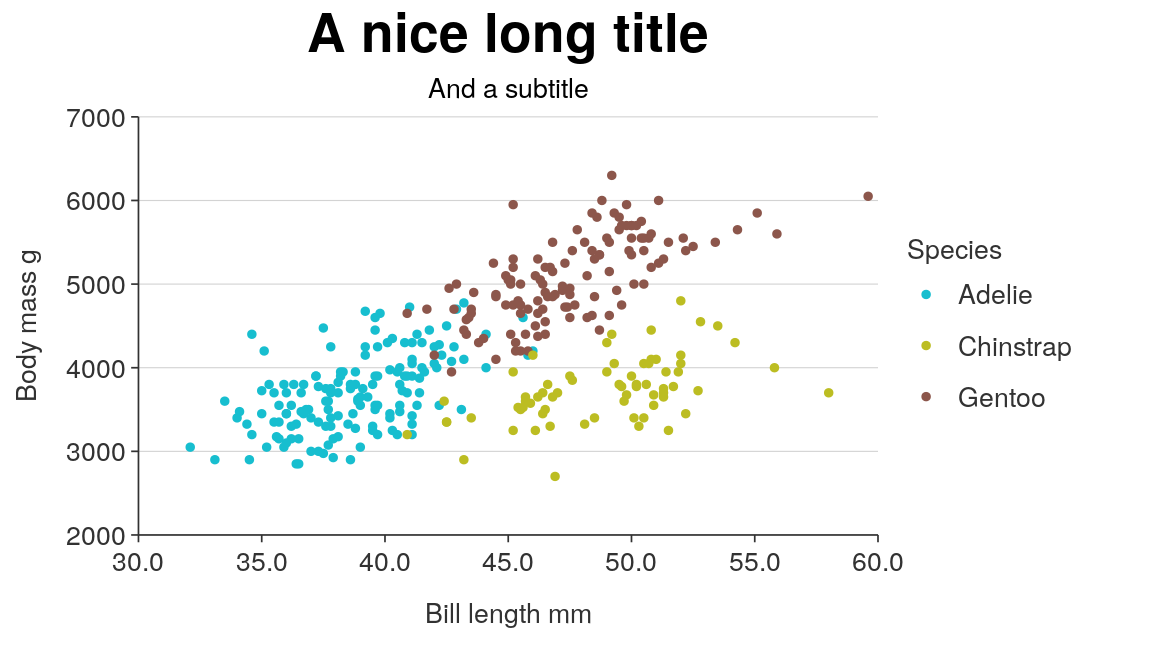 A nice long title
And a subtitle
7000
6000
5000
4000
3000
2000
Body mass g
30.0 35.0 40.0 45.0 50.0 55.0 60.0
Bill length mm
Species
Adelie
Chinstrap
Gentoo